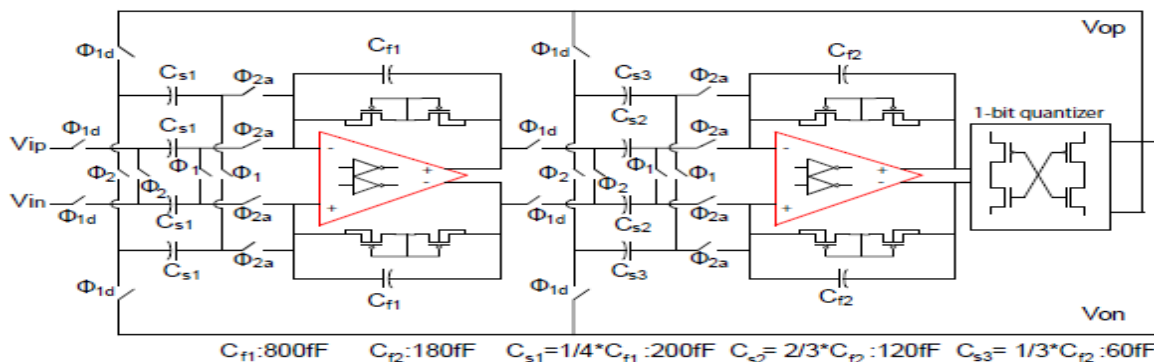 Vop
Φ1d
Cf1
Φ1d
Cf2
Cs1
Φ2a
Cs3
Φ2a
1-bit quantizer
Φ1d
Cs1
Φ2a
Φ1d
Cs2
Φ2a
Vip
-
+
-
-
+
-
Φ2
Φ2
Φ1
Φ1
Φ2
Φ2
Φ1
Φ1
Vin
Φ1d
Cs1
Φ2a
+
Φ1d
Cs2
Φ2a
+
Cs1
Φ2a
Cs3
Φ2a
Φ1d
Cf1
Φ1d
Cf2
Von
Cf1:800fF Cf2:180fF Cs1=1/4*Cf1:200fF Cs2= 2/3*Cf2:120fF Cs3= 1/3*Cf2:60fF